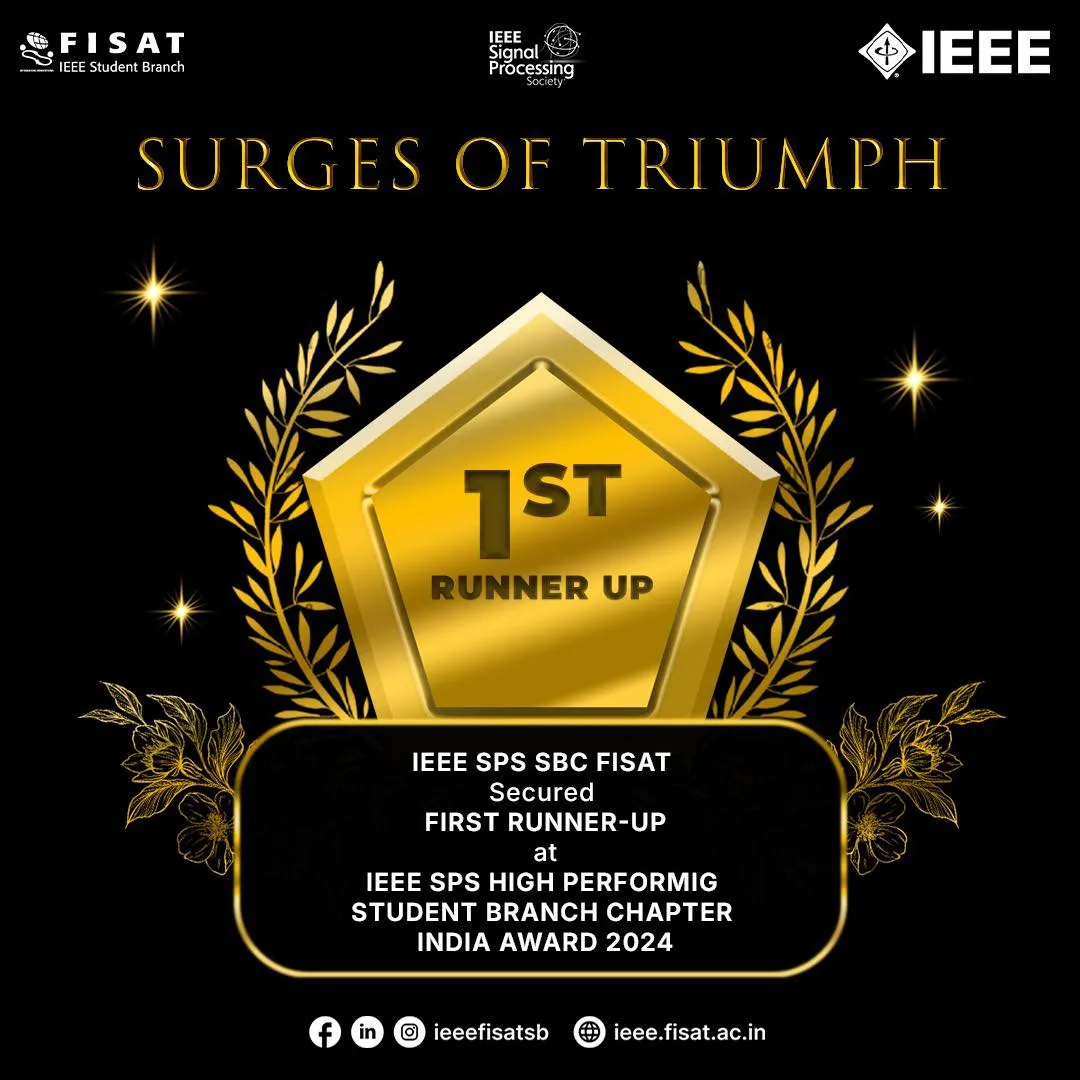 FISAT
IEEE Student Branch
IEEE
Signal
Processing
Society
IEEE
SURGES OF TRIUMPH
1ST
RUNNER UP
IEEE SPS SBC FISAT
Secured
FIRST RUNNER-UP
at
IEEE SPS HIGH PERFORMIG
STUDENT BRANCH CHAPTER
INDIA AWARD 2024
ieeefisatsb ieee.fisat.ac.in